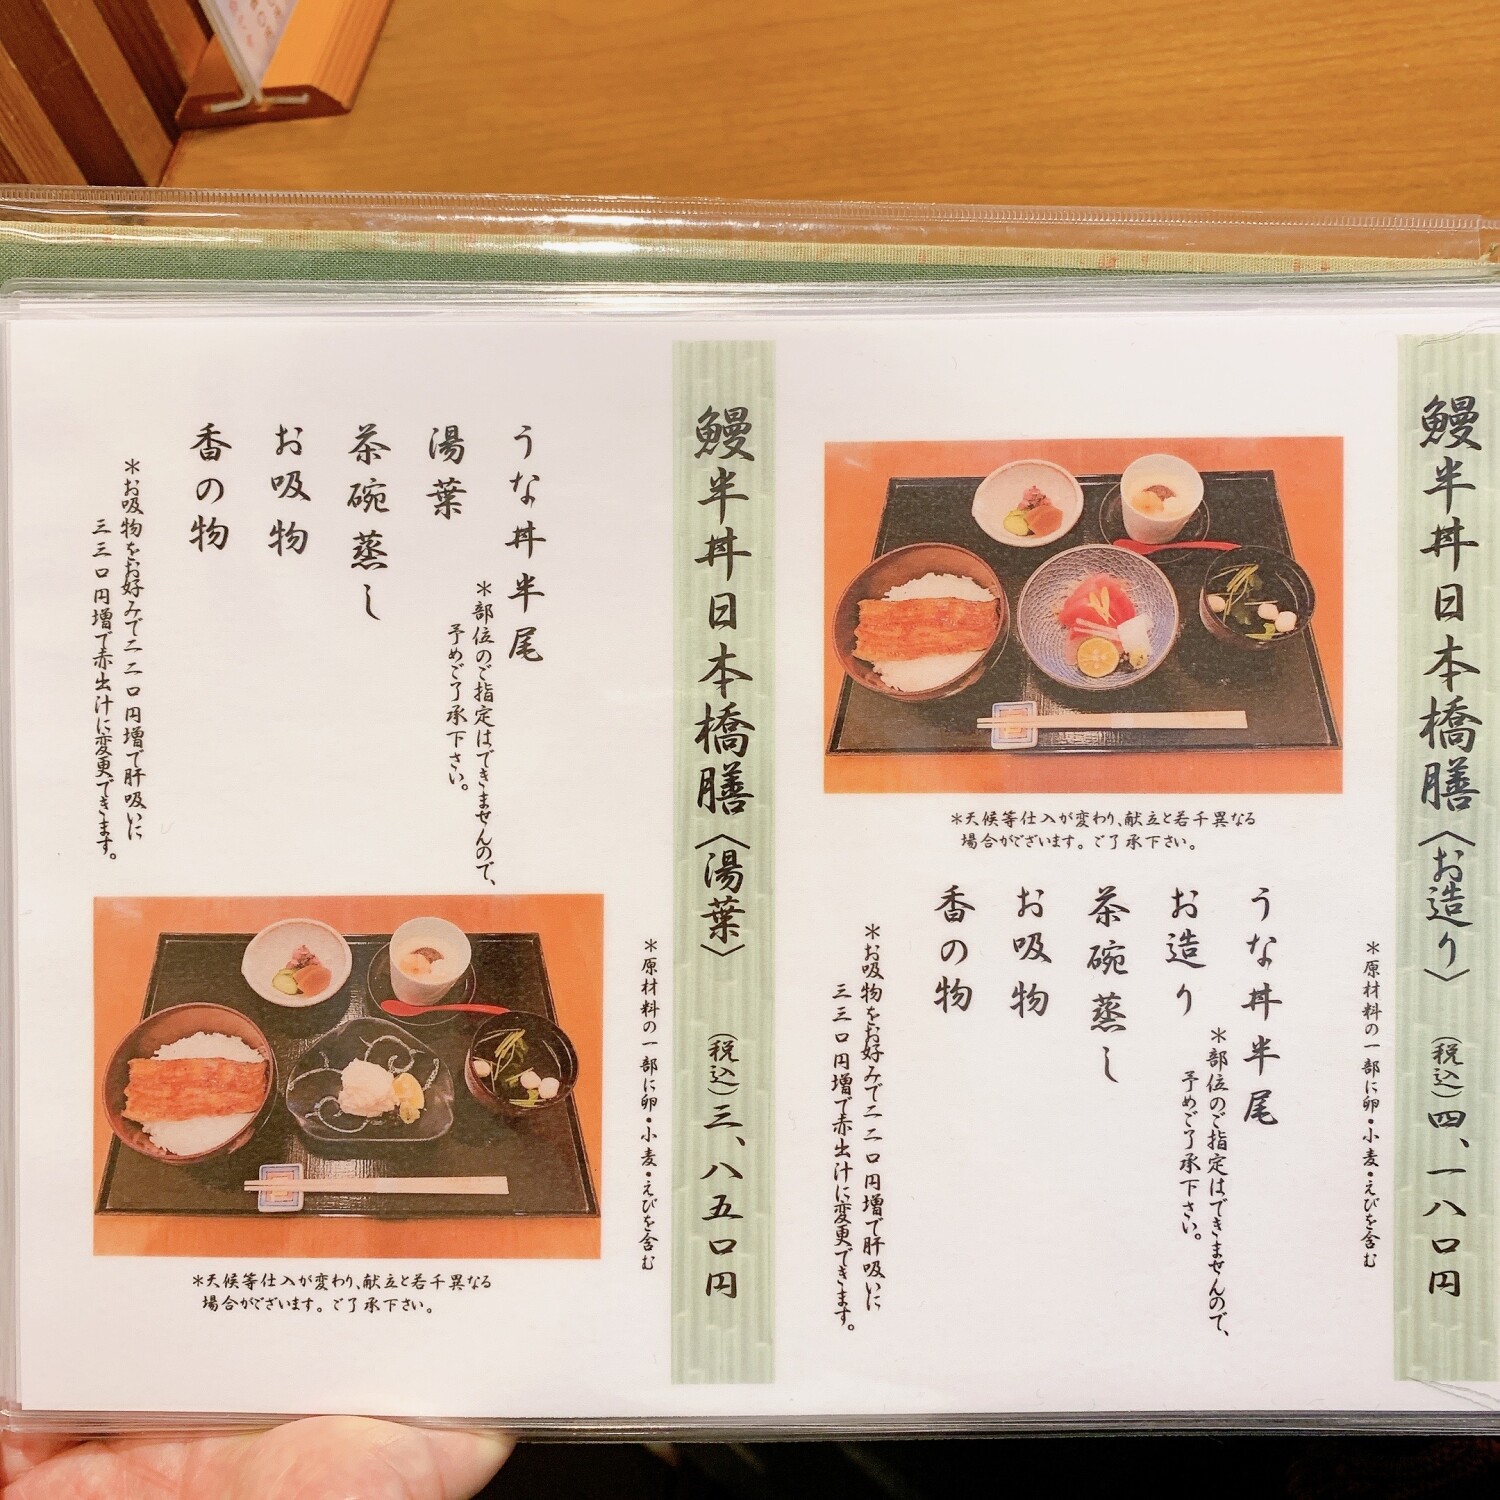 鰻半丼日本橋膳〈お造り〉 (税込)四、一八〇円
*原材料の一部に卵・小麦・えびを含む
うな丼半尾
*部位のご指定はできませんので、
予めご了承下さい。
お造り
茶碗蒸し
お吸物
香の物
*お吸物をお好みで二二〇円増で肝吸いに
三三〇円増で赤出汁に変更できます。
*天候等仕入が変わり、献立と若干異なる
場合がございます。ご了承下さい。
鰻半丼日本橋膳〈湯葉〉 (税込)三、八五〇円
*原材料の一部に卵・小麦・えびを含む
うな丼半尾
*部位のご指定はできませんので、
予めご了承下さい。
湯葉
茶碗蒸し
お吸物
香の物
*お吸物をお好みで二二〇円増で肝吸いに
三三〇円増で赤出汁に変更できます。
*天候等仕入が変わり、献立と若干異なる
場合がございます。ご了承下さい。